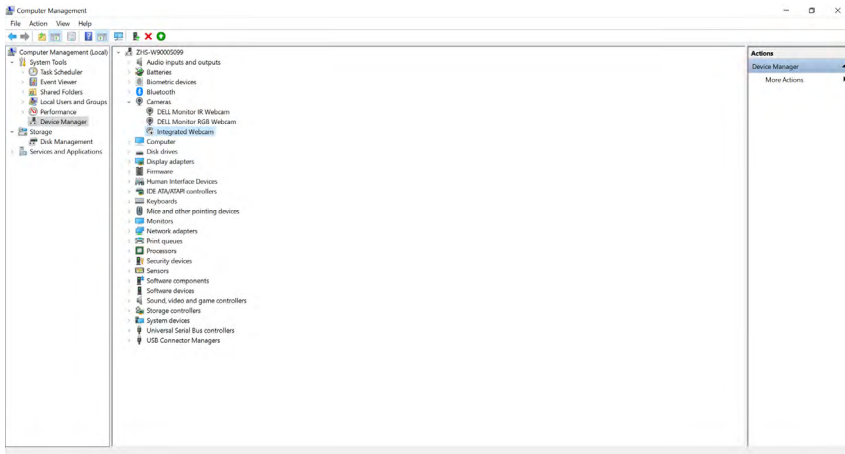 Computer Management
File Action View Help
Computer Management (Local)
System Tools
Task Scheduler
Event Viewer
Shared Folders
Local Users and Groups
Performance
Device Manager
Storage
Disk Management
Services and Applications
ZHS-W90005099
Audio inputs and outputs
Batteries
Biometric devices
Bluetooth
Cameras
DELL Monitor IR Webcam
DELL Monitor RGB Webcam
Integrated Webcam
Computer
Disk drives
Display adapters
Firmware
Human Interface Devices
IDE ATA/ATAPI controllers
Keyboards
Mice and other pointing devices
Monitors
Network adapters
Print queues
Processors
Security devices
Sensors
Software components
Software devices
Sound, video and game controllers
Storage controllers
System devices
Universal Serial Bus controllers
USB Connector Managers
Actions
Device Manager
More Actions